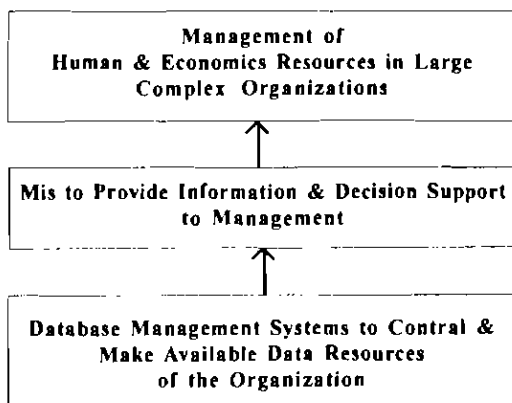 Management of
Human & Economics Resources in Large
Complex Organizations
Mis to Provide Information & Decision Support
to Management
Database Management Systems to Contral &
Make Available Data Resources
of the Organization